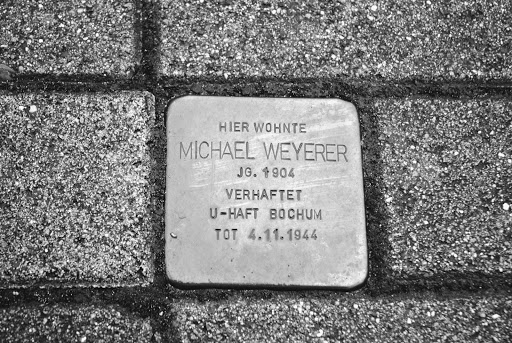 HIER WOHNTE
MICHAEL WEYERER
JG. 1904
VERHAFTET
U-HAFT BOCHUM
TOT 4.11.1944